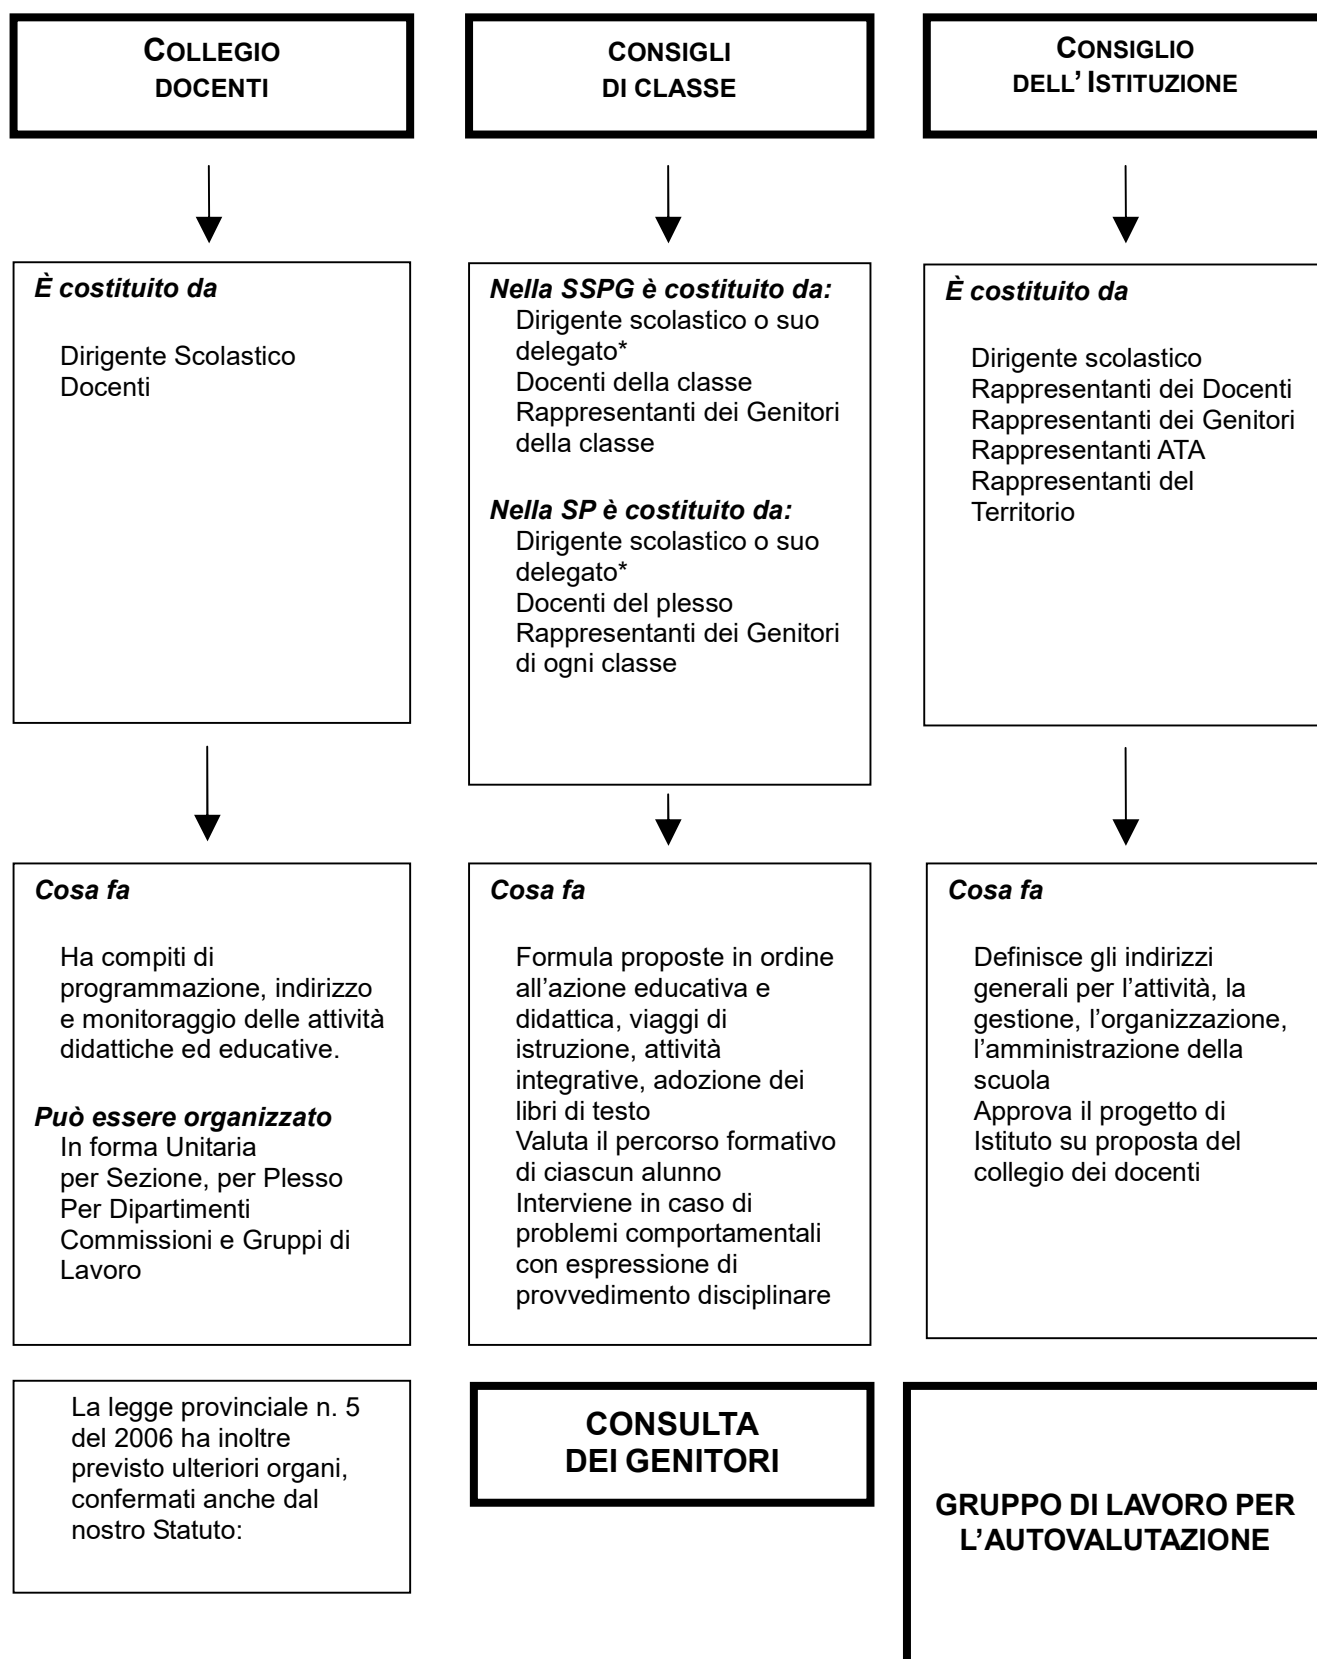 COLLEGIO
DOCENTI
È costituito da
Dirigente Scolastico
Docenti
Cosa fa
Ha compiti di
programmazione, indirizzo
e monitoraggio delle attività
didattiche ed educative.
Può essere organizzato
In forma Unitaria
per Sezione, per Plesso
Per Dipartimenti
Commissioni e Gruppi di
Lavoro
CONSIGLI
DI CLASSE
Nella SSPG è costituito da:
Dirigente scolastico o suo
delegato*
Docenti della classe
Rappresentanti dei Genitori
della classe
Nella SP è costituito da:
Dirigente scolastico o suo
delegato*
Docenti del plesso
Rappresentanti dei Genitori
di ogni classe
Cosa fa
Formula proposte in ordine
all’azione educativa e
didattica, viaggi di
istruzione, attività
integrative, adozione dei
libri di testo
Valuta il percorso formativo
di ciascun alunno
Interviene in caso di
problemi comportamentali
con espressione di
provvedimento disciplinare
CONSIGLIO
DELL’ ISTITUZIONE
È costituito da
Dirigente scolastico
Rappresentanti dei Docenti
Rappresentanti dei Genitori
Rappresentanti ATA
Rappresentanti del
Territorio
Cosa fa
Definisce gli indirizzi
generali per l’attività, la
gestione, l’organizzazione,
l’amministrazione della
scuola
Approva il progetto di
Istituto su proposta del
collegio dei docenti
La legge provinciale n. 5
del 2006 ha inoltre
previsto ulteriori organi,
confermati anche dal
nostro Statuto:
CONSULTA
DEI GENITORI
GRUPPO DI LAVORO PER
L’AUTOVALUTAZIONE